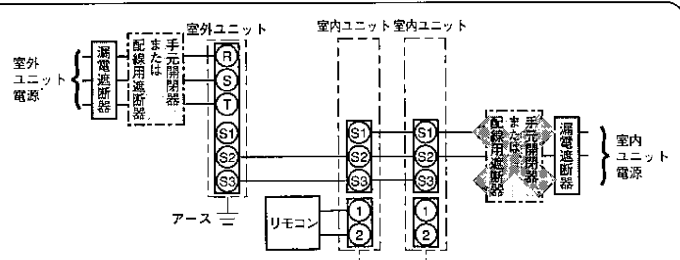 室外ユニット
室内ユニット
室内ユニット
室外
ユニット
電源
漏電遮断器
手元開閉器
または
配線用遮断器
R
S
T
S1
S2
S3
アース
リモコン
S1
S2
S3
1
2
S1
S2
S3
1
2
手元開閉器
または
配線用遮断器
漏電遮断器
室内
ユニット
電源